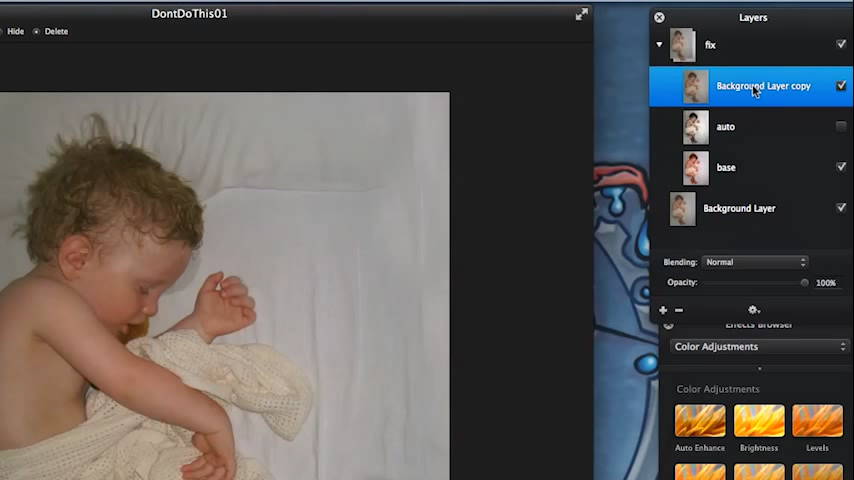 DontDoThis01
Hide
Delete
Layers
fix
Background Layer copy
auto
base
Background Layer
Blending:
Normal
Opacity:
100%
Effects Browser
Color Adjustments
Color Adjustments
Auto Enhance
Brightness
Levels